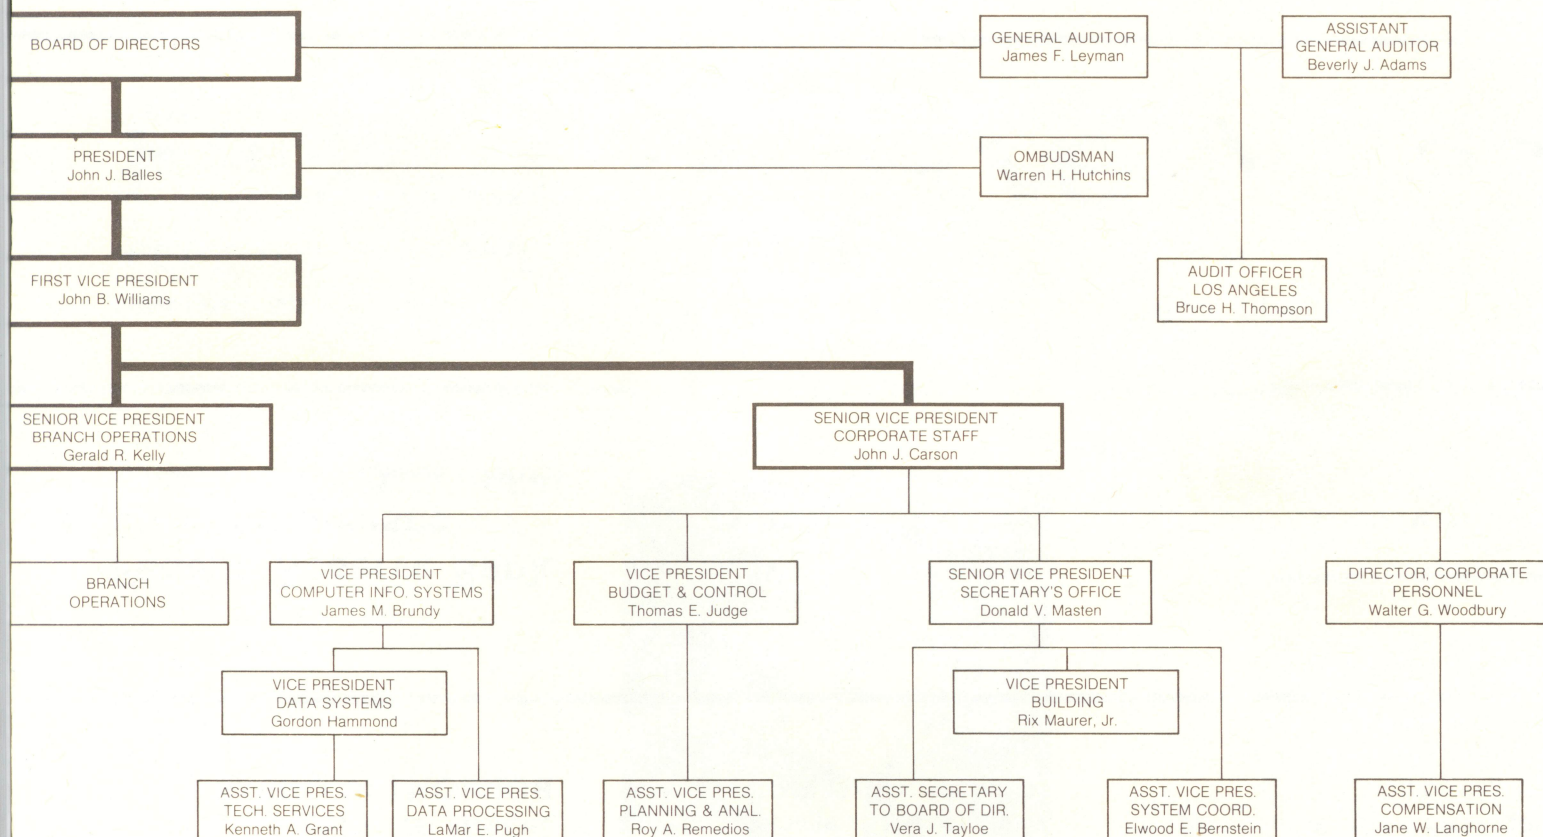 BOARD OF DIRECTORS
GENERAL AUDITOR
James F. Leyman
ASSISTANT
GENERAL AUDITOR
Beverly J. Adams
PRESIDENT
John J. Balles
OMBUDSMAN
Warren H. Hutchins
FIRST VICE PRESIDENT
John B. Williams
AUDIT OFFICER
LOS ANGELES
Bruce H. Thompson
SENIOR VICE PRESIDENT
BRANCH OPERATIONS
Gerald R. Kelly
SENIOR VICE PRESIDENT
CORPORATE STAFF
John J. Carson
BRANCH
OPERATIONS
VICE PRESIDENT
COMPUTER INFO. SYSTEMS
James M. Brundy
VICE PRESIDENT
BUDGET & CONTROL
Thomas E. Judge
SENIOR VICE PRESIDENT
SECRETARY'S OFFICE
Donald V. Masten
DIRECTOR, CORPORATE
PERSONNEL
Walter G. Woodbury
VICE PRESIDENT
DATA SYSTEMS
Gordon Hammond
VICE PRESIDENT
BUILDING
Rix Maurer, Jr.
ASST. VICE PRES.
TECH. SERVICES
Kenneth A. Grant
ASST. VICE PRES.
DATA PROCESSING
LaMar E. Pugh
ASST. VICE PRES.
PLANNING & ANAL.
Roy A. Remedios
ASST. SECRETARY
TO BOARD OF DIR.
Vera J. Tayloe
ASST. VICE PRES.
SYSTEM COORD.
Elwood E. Bernstein
ASST. VICE PRES.
COMPENSATION
Jane W. Langhorne